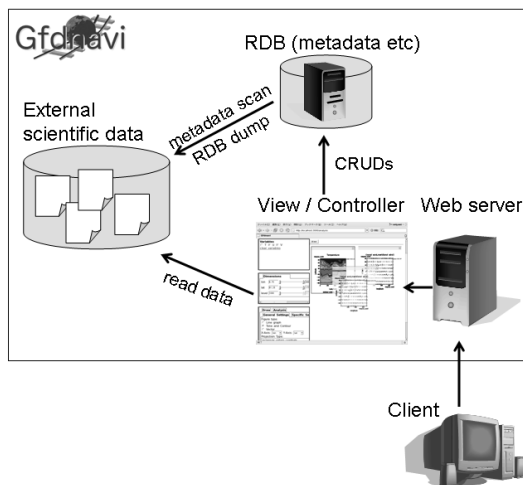 Gfdnavi
RDB (metadata etc)
External
scientific data
metadata scan
RDB dump
CRUDs
View / Controller
Web server
read data
Client